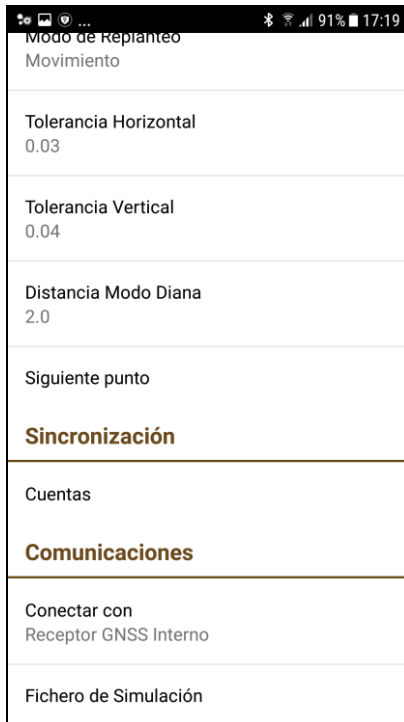 ... 91% 17:19
Modo de Replanteo
Movimiento
Tolerancia Horizontal
0.03
Tolerancia Vertical
0.04
Distancia Modo Diana
2.0
Siguiente punto
Sincronización
Cuentas
Comunicaciones
Conectar con
Receptor GNSS Interno
Fichero de Simulación